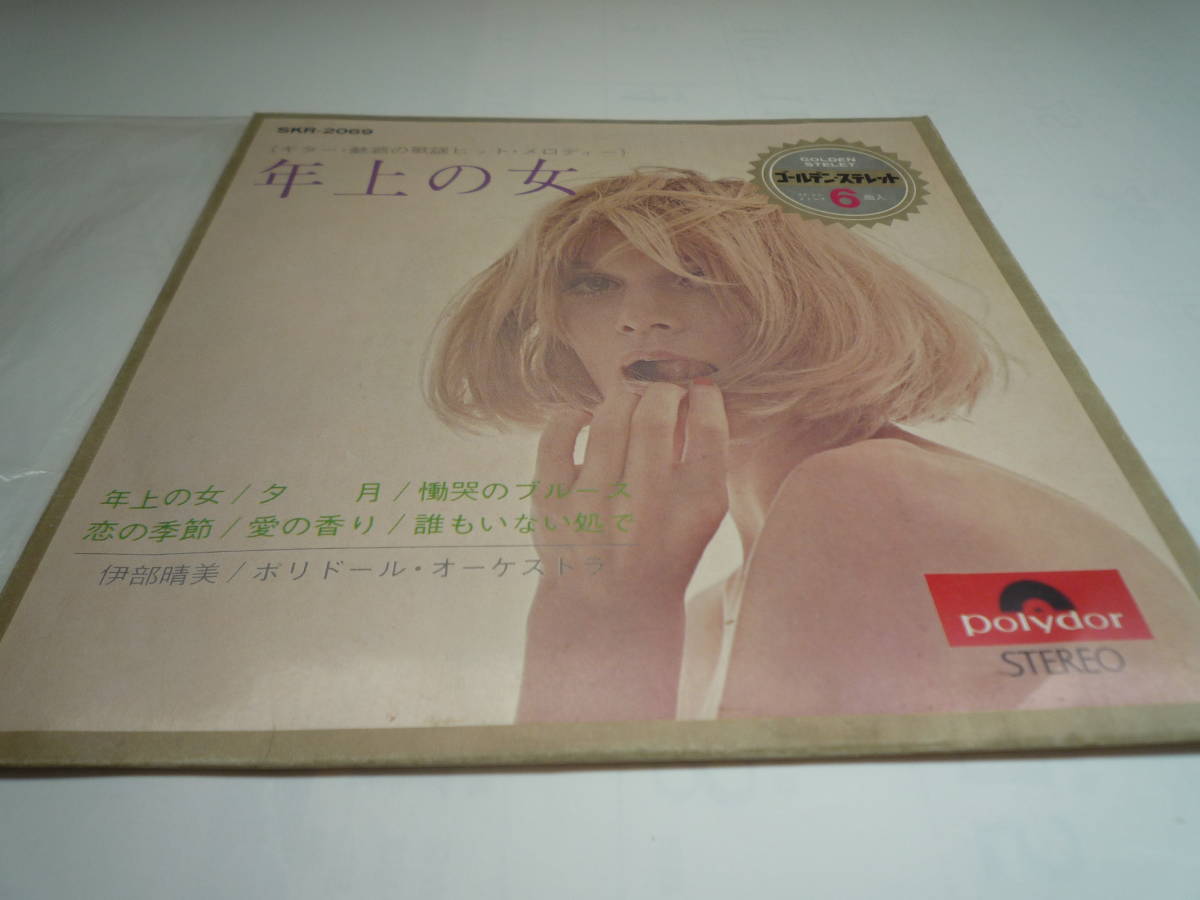 SKR-2069
(ギター・魅惑の歌謡ヒット・メロディー)
年上の女
GOLDEN
STELET
ゴールデン・ステレット
6 曲入
年上の女/夕 月/慟哭のブルース
恋の季節/愛の香り/誰もいない処で
伊部晴美/ポリドール・オーケストラ
polydor
STEREO